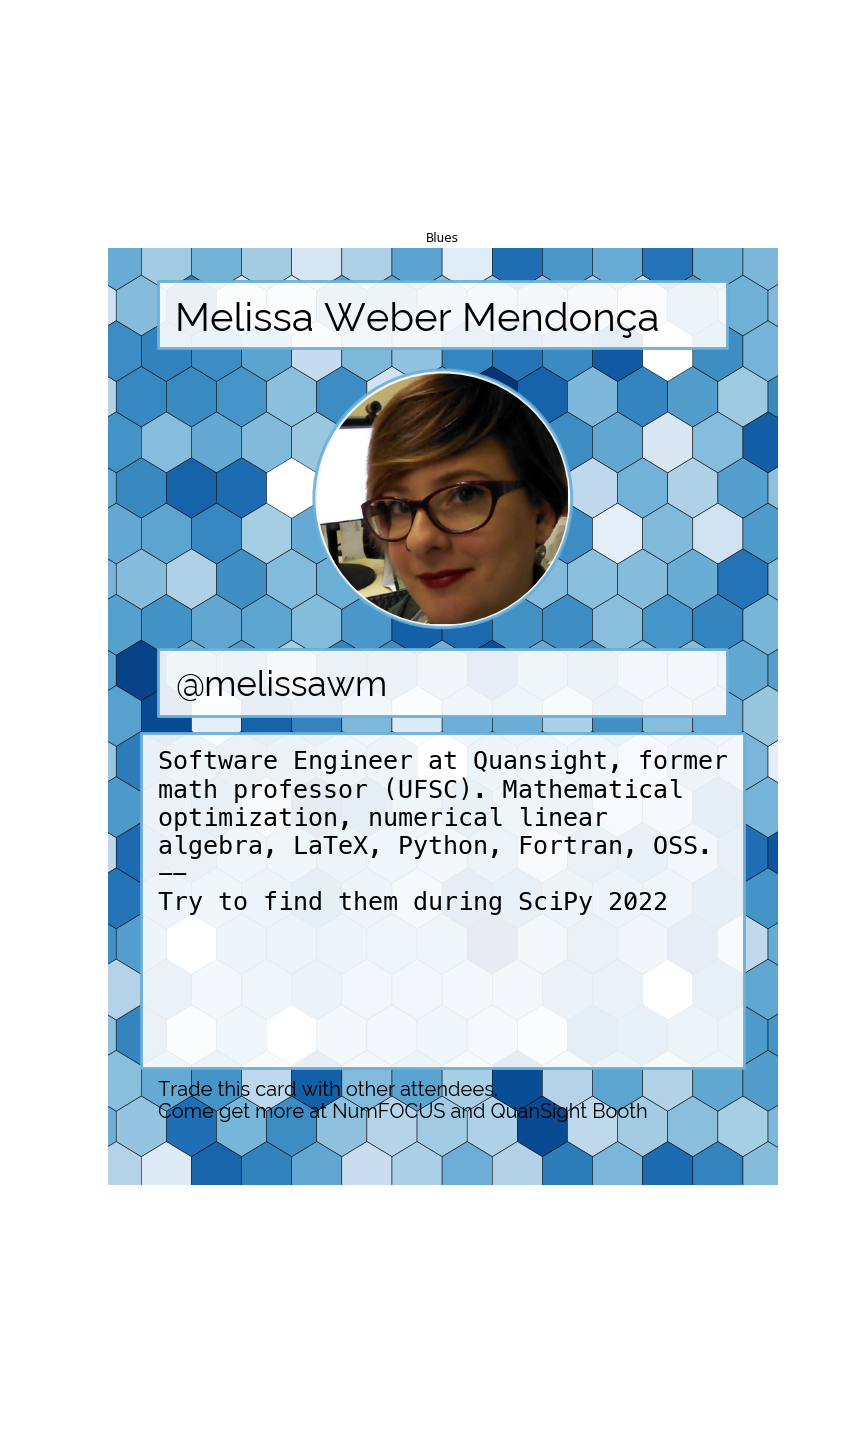 Blues
Melissa Weber Mendonça
@melissawm
Software Engineer at Quansight, former
math professor (UFSC). Mathematical
optimization, numerical linear
algebra, LaTeX, Python, Fortran, OSS.
——
Try to find them during SciPy 2022
Trade this card with other attendees.
Come get more at NumFOCUS and QuanSight Booth